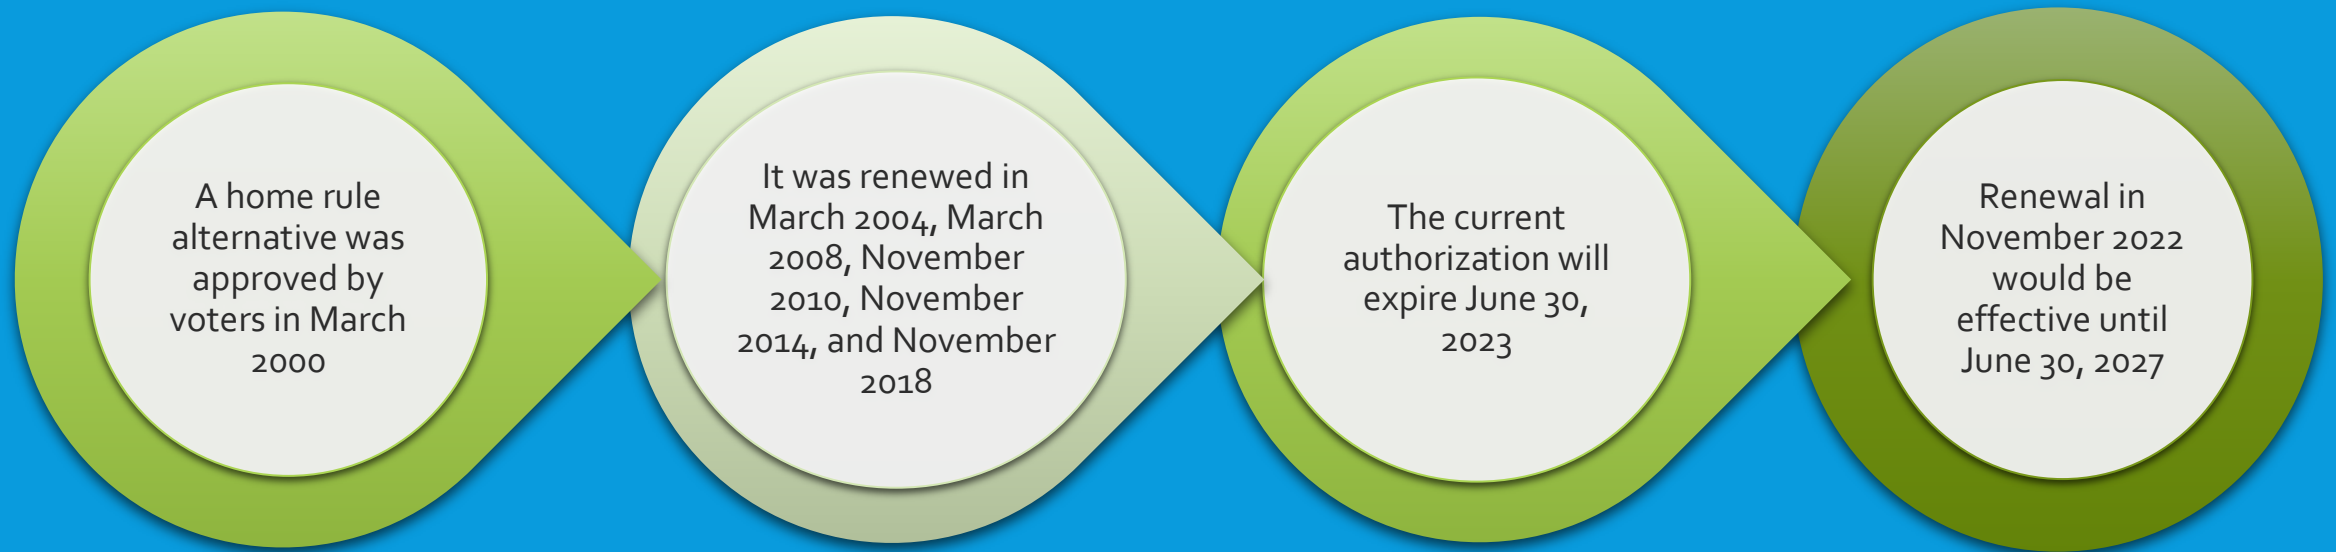 A home rule
alternative was
approved by
voters in March
2000
It was renewed in
March 2004, March
2008, November
2010, November
2014, and November
2018
The current
authorization will
expire June 30,
2023
Renewal in
November 2022
would be
effective until
June 30, 2027